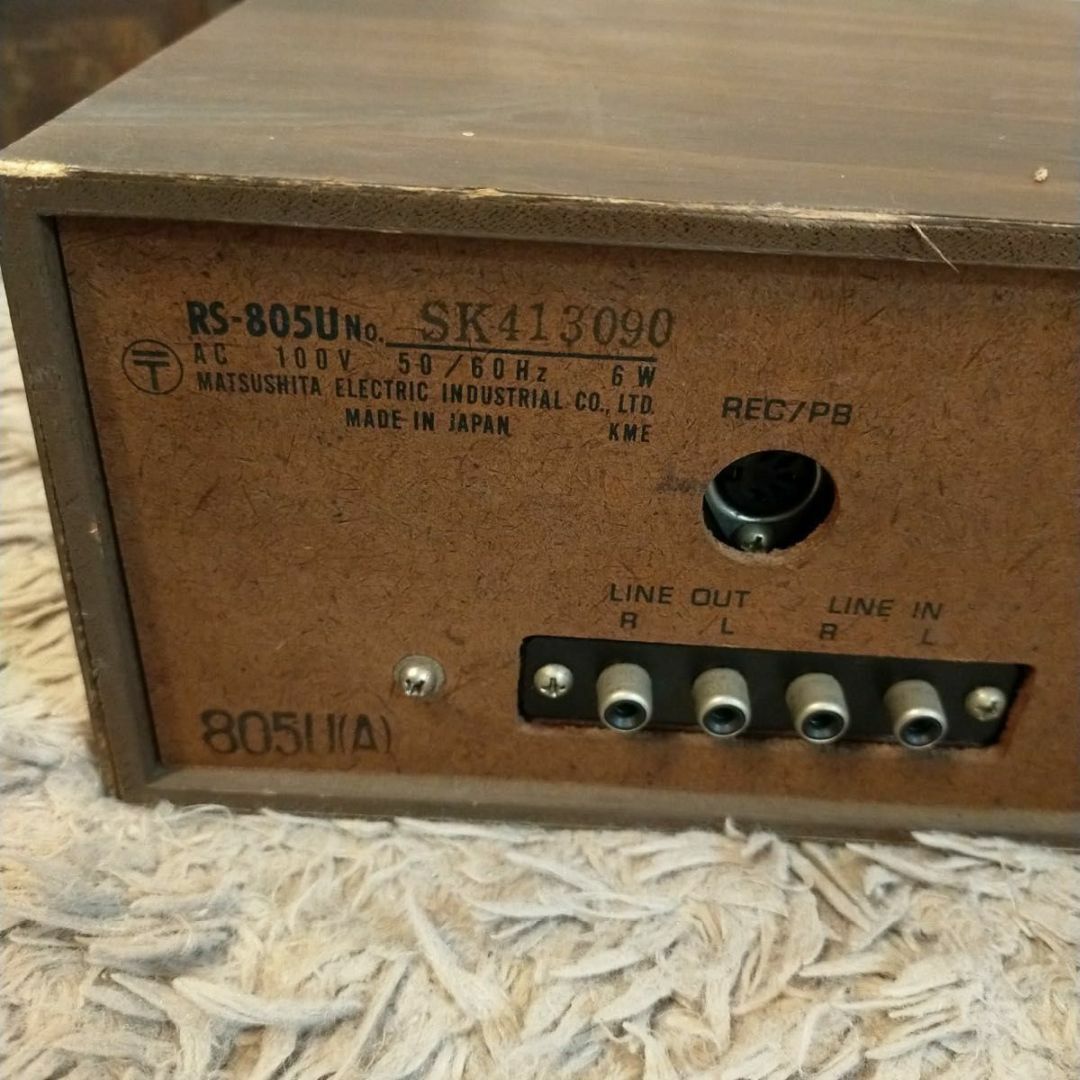 RS-805U No. SK413090
AC 100V 50/60Hz 6W
MATSUSHITA ELECTRIC INDUSTRIAL CO., LTD.
MADE IN JAPAN KME
REC/PB
LINE OUT LINE IN
R L R L
805U(A)